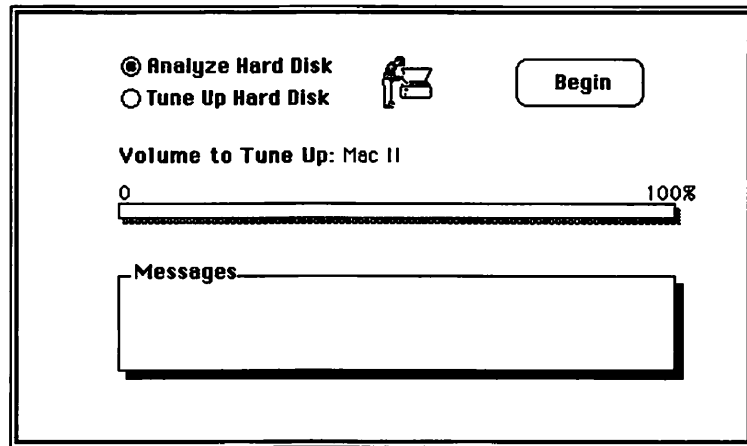 Analyze Hard Disk
Tune Up Hard Disk
Begin
Volume to Tune Up: Mac II
0 100%
Messages